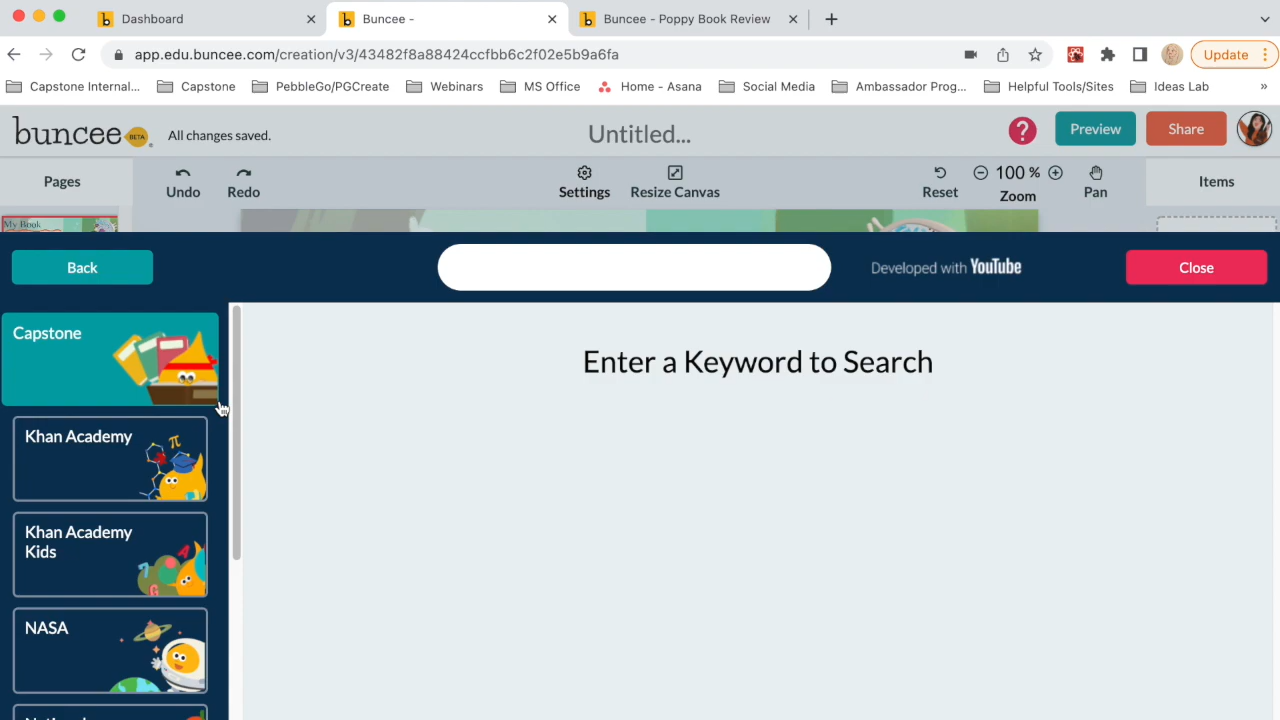 Dashboard
Buncee -
Buncee - Poppy Book Review
app.edu.buncee.com/creation/v3/43482f8a88424ccfbb6c2f02e5b9a6fa
Update
Capstone Internal...
Capstone
PebbleGo/PGCreate
Webinars
MS Office
Home - Asana
Social Media
Ambassador Prog...
Helpful Tools/Sites
Ideas Lab
»
buncee BETA
All changes saved.
Untitled...
?
Preview
Share
Pages
Undo
Redo
Settings
Resize Canvas
Reset
100 %
Zoom
Pan
Items
My Book
Back
Developed with YouTube
Close
Capstone
Enter a Keyword to Search
Khan Academy
Khan Academy
Kids
NASA